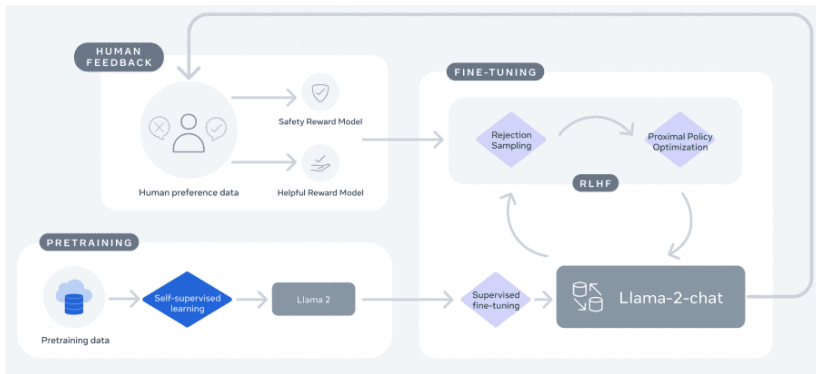 HUMAN
FEEDBACK
Safety Reward Model
Human preference data
Helpful Reward Model
FINE-TUNING
Rejection
Sampling
Proximal Policy
Optimization
RLHF
PRETRAINING
Pretraining data
Self-supervised
learning
Llama 2
Supervised
fine-tuning
Llama-2-chat